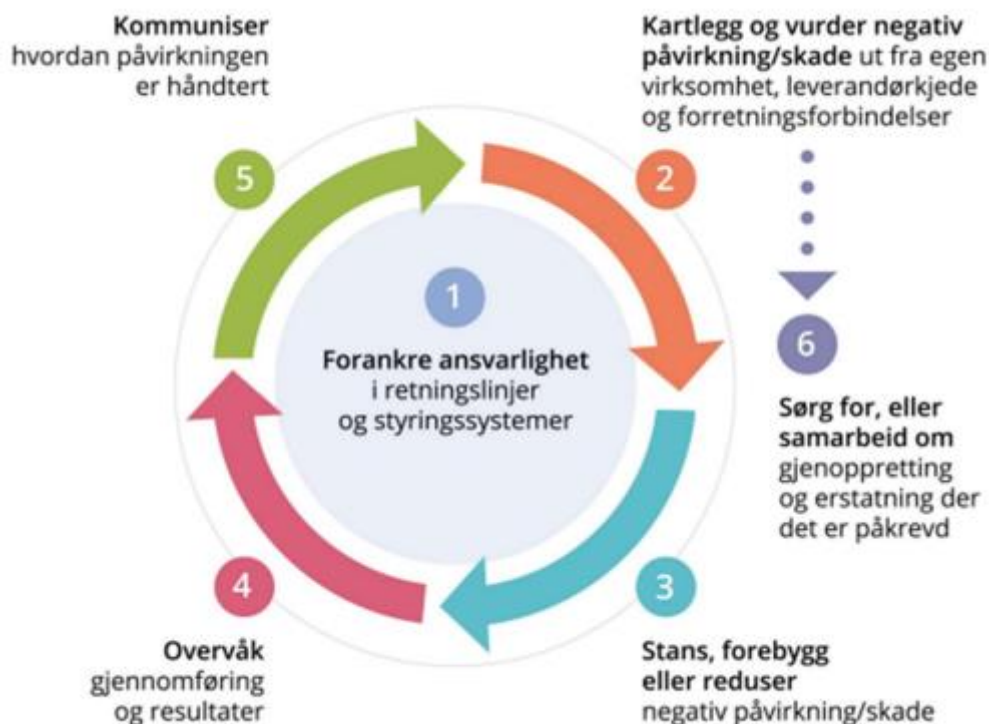 Kommuniser
hvordan påvirkningen
er håndtert
5
Kartlegg og vurder negativ
påvirkning/skade ut fra egen
virksomhet, leverandørkjede
og forretningsforbindelser
2
1
Forankre ansvarlighet
i retningslinjer
og styringssystemer
6
Sørg for, eller
samarbeid om
gjenoppretting
og erstatning der
det er påkrevd
4
Overvåk
gjennomføring
og resultater
3
Stans, forebygg
eller reduser
negativ påvirkning/skade